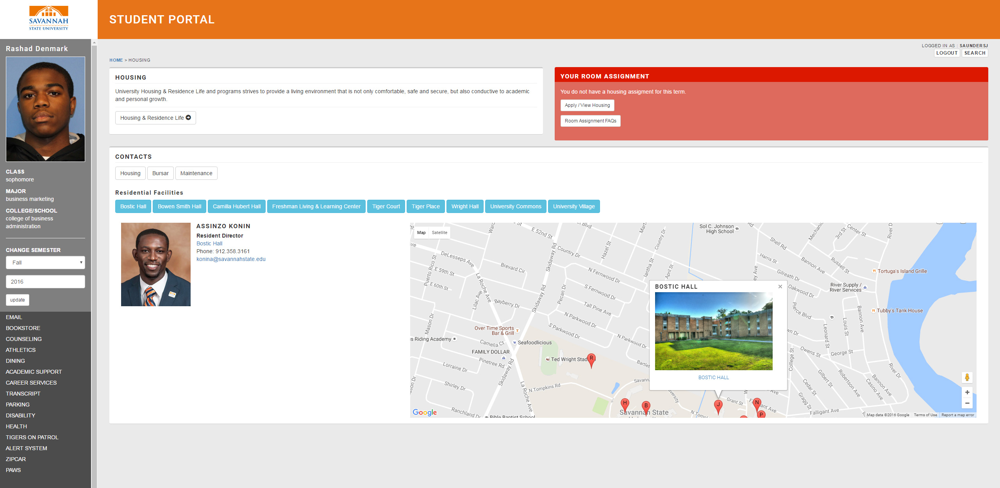 SAVANNAH
STATE UNIVERSITY
STUDENT PORTAL
Rashad Denmark
CLASS
sophomore
MAJOR
business marketing
COLLEGE/SCHOOL
college of business
administration
CHANGE SEMESTER
Fall
2016
update
EMAIL
BOOKSTORE
COUNSELING
ATHLETICS
DINING
ACADEMIC SUPPORT
CAREER SERVICES
TRANSCRIPT
PARKING
DISABILITY
HEALTH
TIGERS ON PATROL
ALERT SYSTEM
ZIPCAR
PAWS
LOGGED IN AS : SAUNDERSJ
LOGOUT SEARCH
HOME > HOUSING
HOUSING
University Housing & Residence Life and programs strives to provide a living environment that is not only comfortable, safe and secure, but also conductive to academic
and personal growth.
Housing & Residence Life
YOUR ROOM ASSIGNMENT
You do not have a housing assigment for this term.
Apply / View Housing
Room Assignment FAQs
CONTACTS
Housing Bursar Maintenance
Residential Facilities
Bostic Hall Bowen Smith Hall Camilla Hubert Hall Freshman Living & Learning Center Tiger Court Tiger Place Wright Hall University Commons University Village
ASSINZO KONIN
Resident Director
Bostic Hall
Phone: 912.358.3161
konina@savannahstate.edu
Map Satellite
E 52nd St
Sol C. Johnson
High School
Country Dr
Shell Rd
3rd St
Center St
DeLesseps Ave
Puerto Rico St
E 59th St
E 60th St
La Roche Ave
Brevard Cir
Skidaway Rd
Country Dr
Hazel St
Iantha St
April St
N Fernwood Dr
S Fernwood Dr
Harris St
Gilreath Dr
Bannon Ave
Russell St
Tortuga's Island Grille
River Supply /
River Services
Oakwood Dr
Lilac Ave
Bayberry Dr
Skidaway Rd
Pecan Dr
Tall Pine Ave
N Parkwood Dr
S Parkwood Dr
N Parkwood Dr
Pierce Blvd
Tubby's Tank House
Bannon Ave
Louis St
Leonard St
Mason Dr
Over Time Sports
Bar & Grill
s Riding Academy
Camelia Ct
Seafoodlicious
FAMILY DOLLAR
Pinetree Rd
Lorraine Dr
Skidaway Rd
Ted Wright Stad
R
BOSTIC HALL
BOSTIC HALL
Owens St
George St
College St
Gilbert St
Robertson Ave
River Dr
Bannon Ave
Casino Ave
Cedar St
Gragg St
Falligant Ave
Shirley Dr
La Roche Ave
N Tompkins Rd
Grant St
H
B
J
N
P
Savannah State
Ranchland Dr
Bible Baptist School
Google
Map data ©2016 Google Terms of Use Report a map error